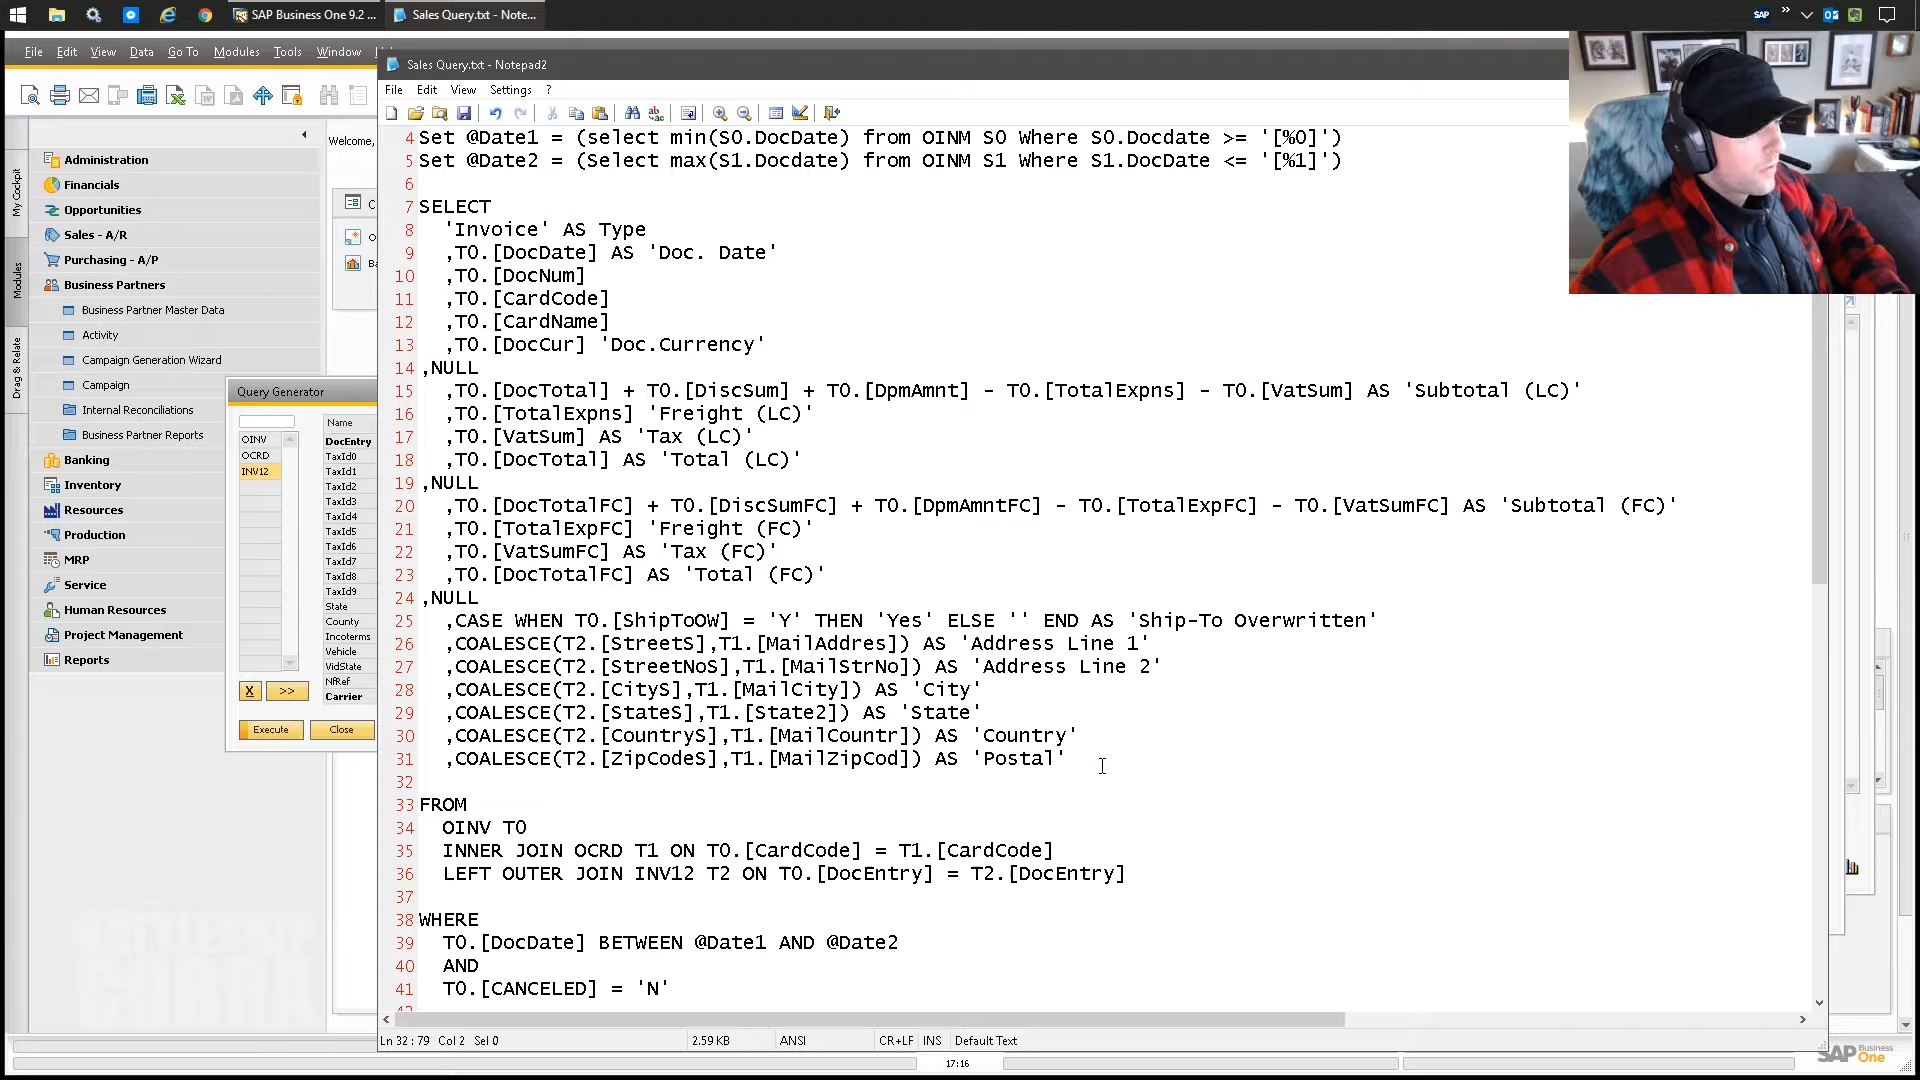 SAP Business One 9.2 ...
Sales Query.txt - Note...
SAP
File Edit View Data Go To Modules Tools Window
Sales Query.txt - Notepad2
File Edit View Settings ?
Welcome,
My Cockpit
Modules
Drag & Relate
Administration
Financials
Opportunities
Sales - A/R
Purchasing - A/P
Business Partners
Business Partner Master Data
Activity
Campaign Generation Wizard
Campaign
Internal Reconciliations
Business Partner Reports
Banking
Inventory
Resources
Production
MRP
Service
Human Resources
Project Management
Reports
Query Generator
OINV
OCRD
INV12
Name
DocEntry
TaxId0
TaxId1
TaxId2
TaxId3
TaxId4
TaxId5
TaxId6
TaxId7
TaxId8
TaxId9
State
County
Incoterms
Vehicle
VidState
NfRef
Carrier
X >>
Execute Close
4 Set @Date1 = (select min(S0.DocDate) from OINM S0 Where S0.Docdate >= '[%0]')
5 Set @Date2 = (Select max(S1.Docdate) from OINM S1 Where S1.DocDate <= '[%1]')
6
7 SELECT
8 'Invoice' AS Type
9 ,T0.[DocDate] AS 'Doc. Date'
10 ,T0.[DocNum]
11 ,T0.[CardCode]
12 ,T0.[CardName]
13 ,T0.[DocCur] 'Doc.Currency'
14 ,NULL
15 ,T0.[DocTotal] + T0.[DiscSum] + T0.[DpmAmnt] - T0.[TotalExpns] - T0.[VatSum] AS 'Subtotal (LC)'
16 ,T0.[TotalExpns] 'Freight (LC)'
17 ,T0.[VatSum] AS 'Tax (LC)'
18 ,T0.[DocTotal] AS 'Total (LC)'
19 ,NULL
20 ,T0.[DocTotalFC] + T0.[DiscSumFC] + T0.[DpmAmntFC] - T0.[TotalExpFC] - T0.[VatSumFC] AS 'Subtotal (FC)'
21 ,T0.[TotalExpFC] 'Freight (FC)'
22 ,T0.[VatSumFC] AS 'Tax (FC)'
23 ,T0.[DocTotalFC] AS 'Total (FC)'
24 ,NULL
25 ,CASE WHEN T0.[ShipToOW] = 'Y' THEN 'Yes' ELSE '' END AS 'Ship-To Overwritten'
26 ,COALESCE(T2.[StreetS],T1.[MailAddres]) AS 'Address Line 1'
27 ,COALESCE(T2.[StreetNoS],T1.[MailStrNo]) AS 'Address Line 2'
28 ,COALESCE(T2.[CityS],T1.[MailCity]) AS 'City'
29 ,COALESCE(T2.[StateS],T1.[State2]) AS 'State'
30 ,COALESCE(T2.[CountryS],T1.[MailCountr]) AS 'Country'
31 ,COALESCE(T2.[ZipCodeS],T1.[MailZipCod]) AS 'Postal'
32
33 FROM
34 OINV T0
35 INNER JOIN OCRD T1 ON T0.[CardCode] = T1.[CardCode]
36 LEFT OUTER JOIN INV12 T2 ON T0.[DocEntry] = T2.[DocEntry]
37
38 WHERE
39 T0.[DocDate] BETWEEN @Date1 AND @Date2
40 AND
41 T0.[CANCELED] = 'N'
Ln 32 : 79 Col 2 Sel 0 2.59 KB ANSI CR+LF INS Default Text
17:16
SAP Business One